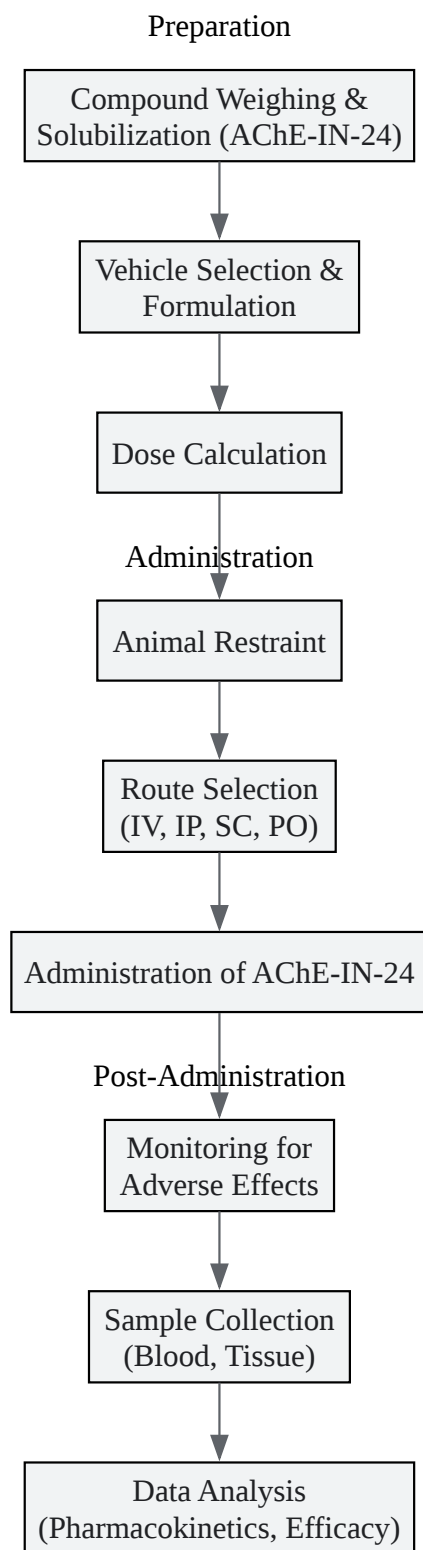 Preparation
Compound Weighing &
Solubilization (AChE-IN-24)
Vehicle Selection &
Formulation
Dose Calculation
Administration
Animal Restraint
Route Selection
(IV, IP, SC, PO)
Administration of AChE-IN-24
Post-Administration
Monitoring for
Adverse Effects
Sample Collection
(Blood, Tissue)
Data Analysis
(Pharmacokinetics, Efficacy)